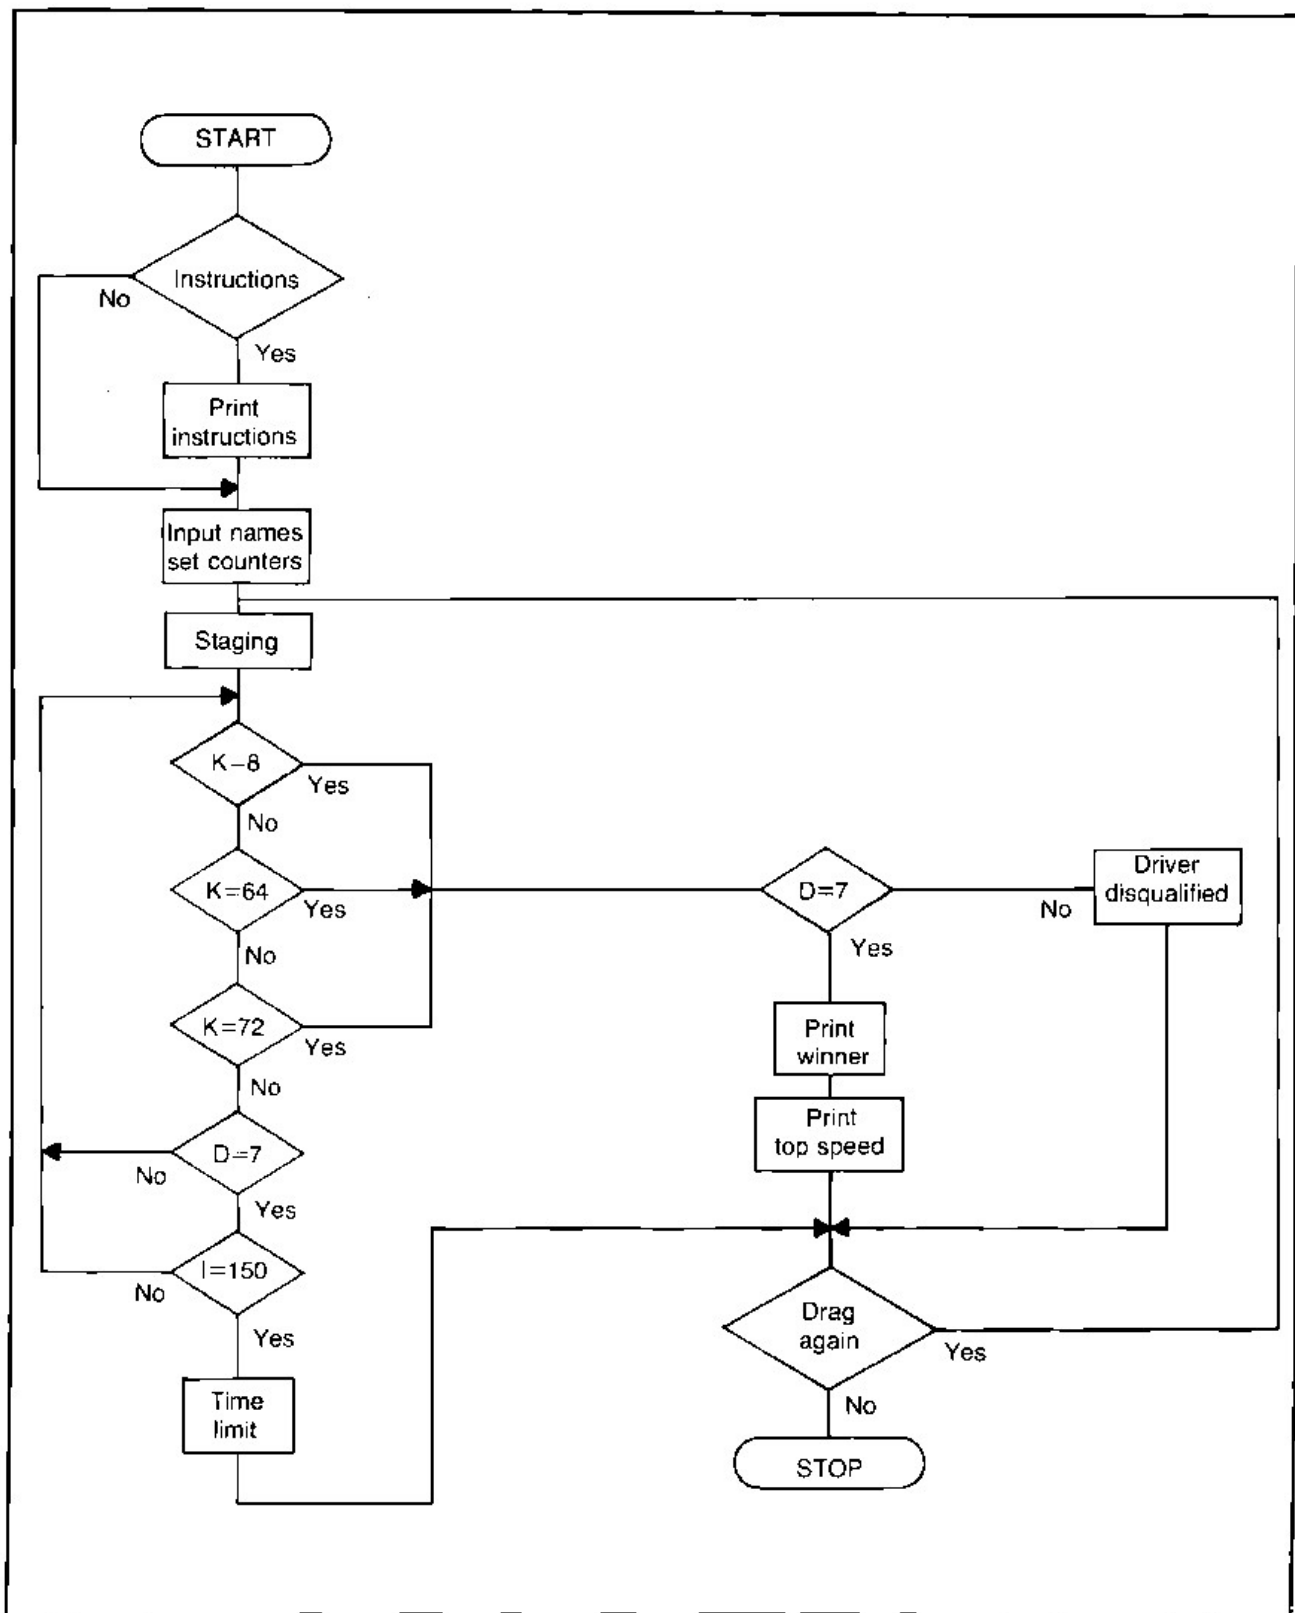 START
Instructions
No
Yes
Print
instructions
Input names
set counters
Staging
K–8
Yes
No
K=64
Yes
No
K=72
Yes
No
D=7
No
Yes
I=150
No
Yes
Time
limit
D=7
No
Yes
Driver
disqualified
Print
winner
Print
top speed
Drag
again
Yes
No
STOP